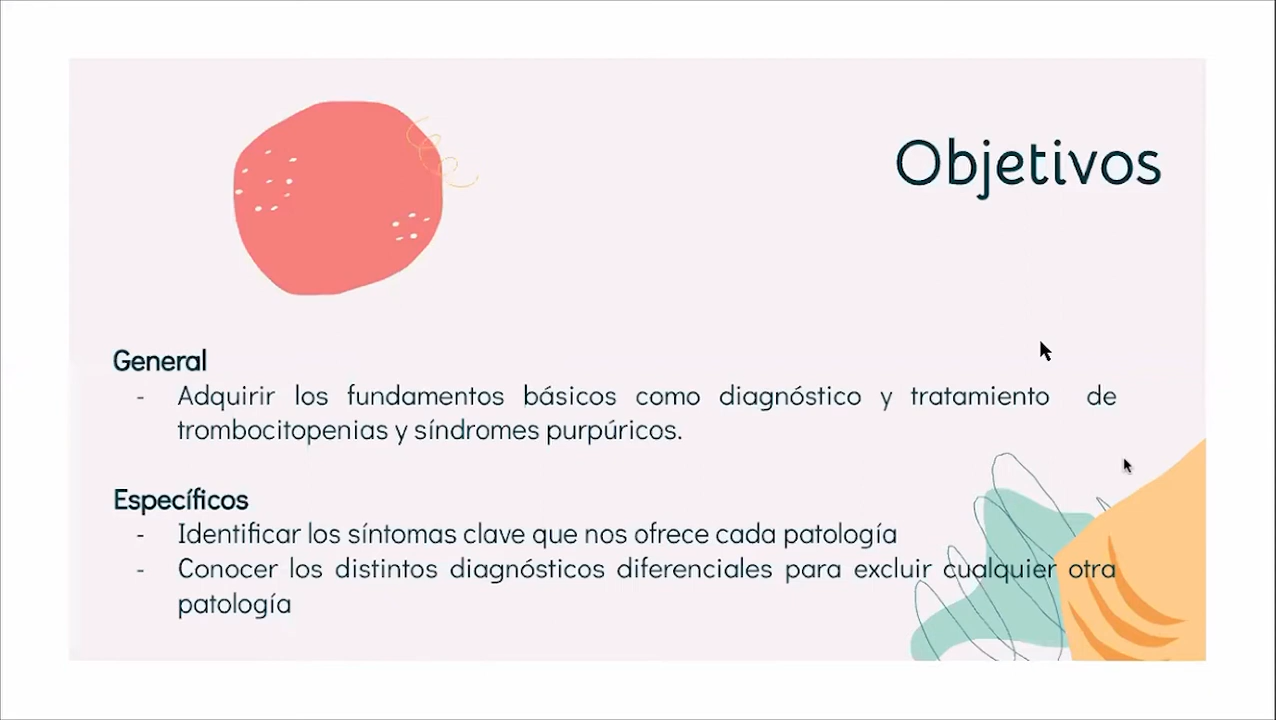 Objetivos
General
- Adquirir los fundamentos básicos como diagnóstico y tratamiento de
trombocitopenias y síndromes purpúricos.
Específicos
- Identificar los síntomas clave que nos ofrece cada patología
- Conocer los distintos diagnósticos diferenciales para excluir cualquier otra
patología